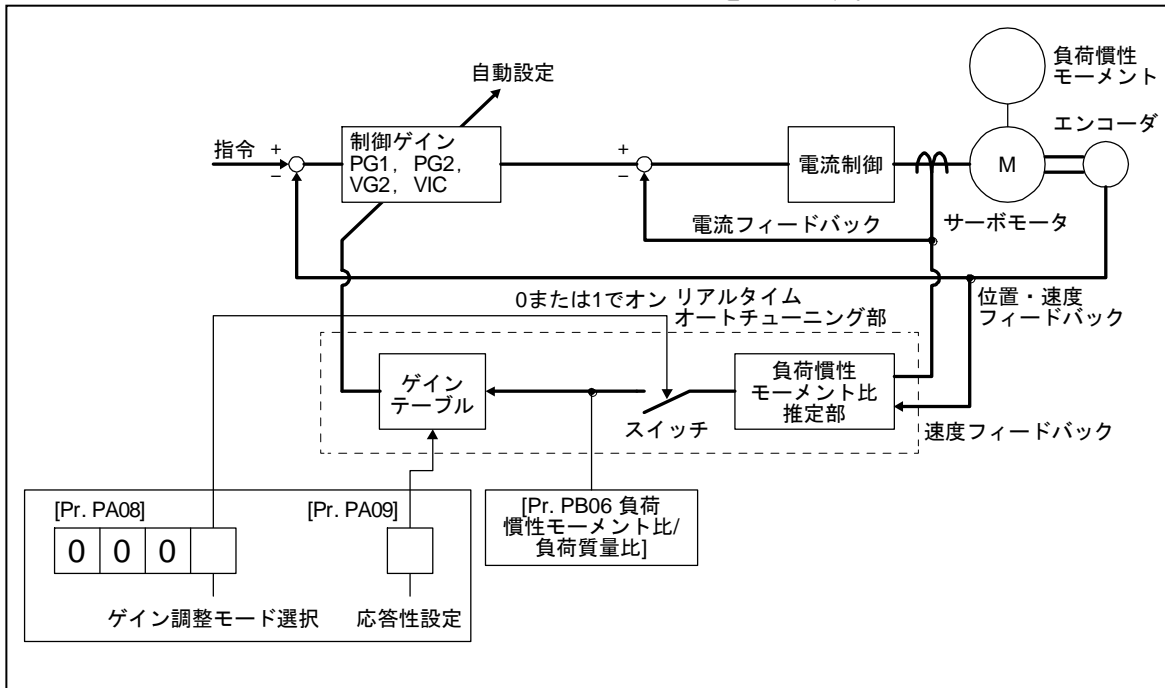 負荷慣性
モーメント
自動設定
エンコーダ
指令
+
−
制御ゲイン
PG1, PG2,
VG2, VIC
+
−
電流制御
M
電流フィードバック
サーボモータ
0または1でオン
リアルタイム
オートチューニング部
位置・速度
フィードバック
ゲイン
テーブル
スイッチ
負荷慣性
モーメント比
推定部
速度フィードバック
[Pr. PA08]
[Pr. PA09]
[Pr. PB06 負荷
慣性モーメント比/
負荷質量比]
0 0 0
ゲイン調整モード選択
応答性設定